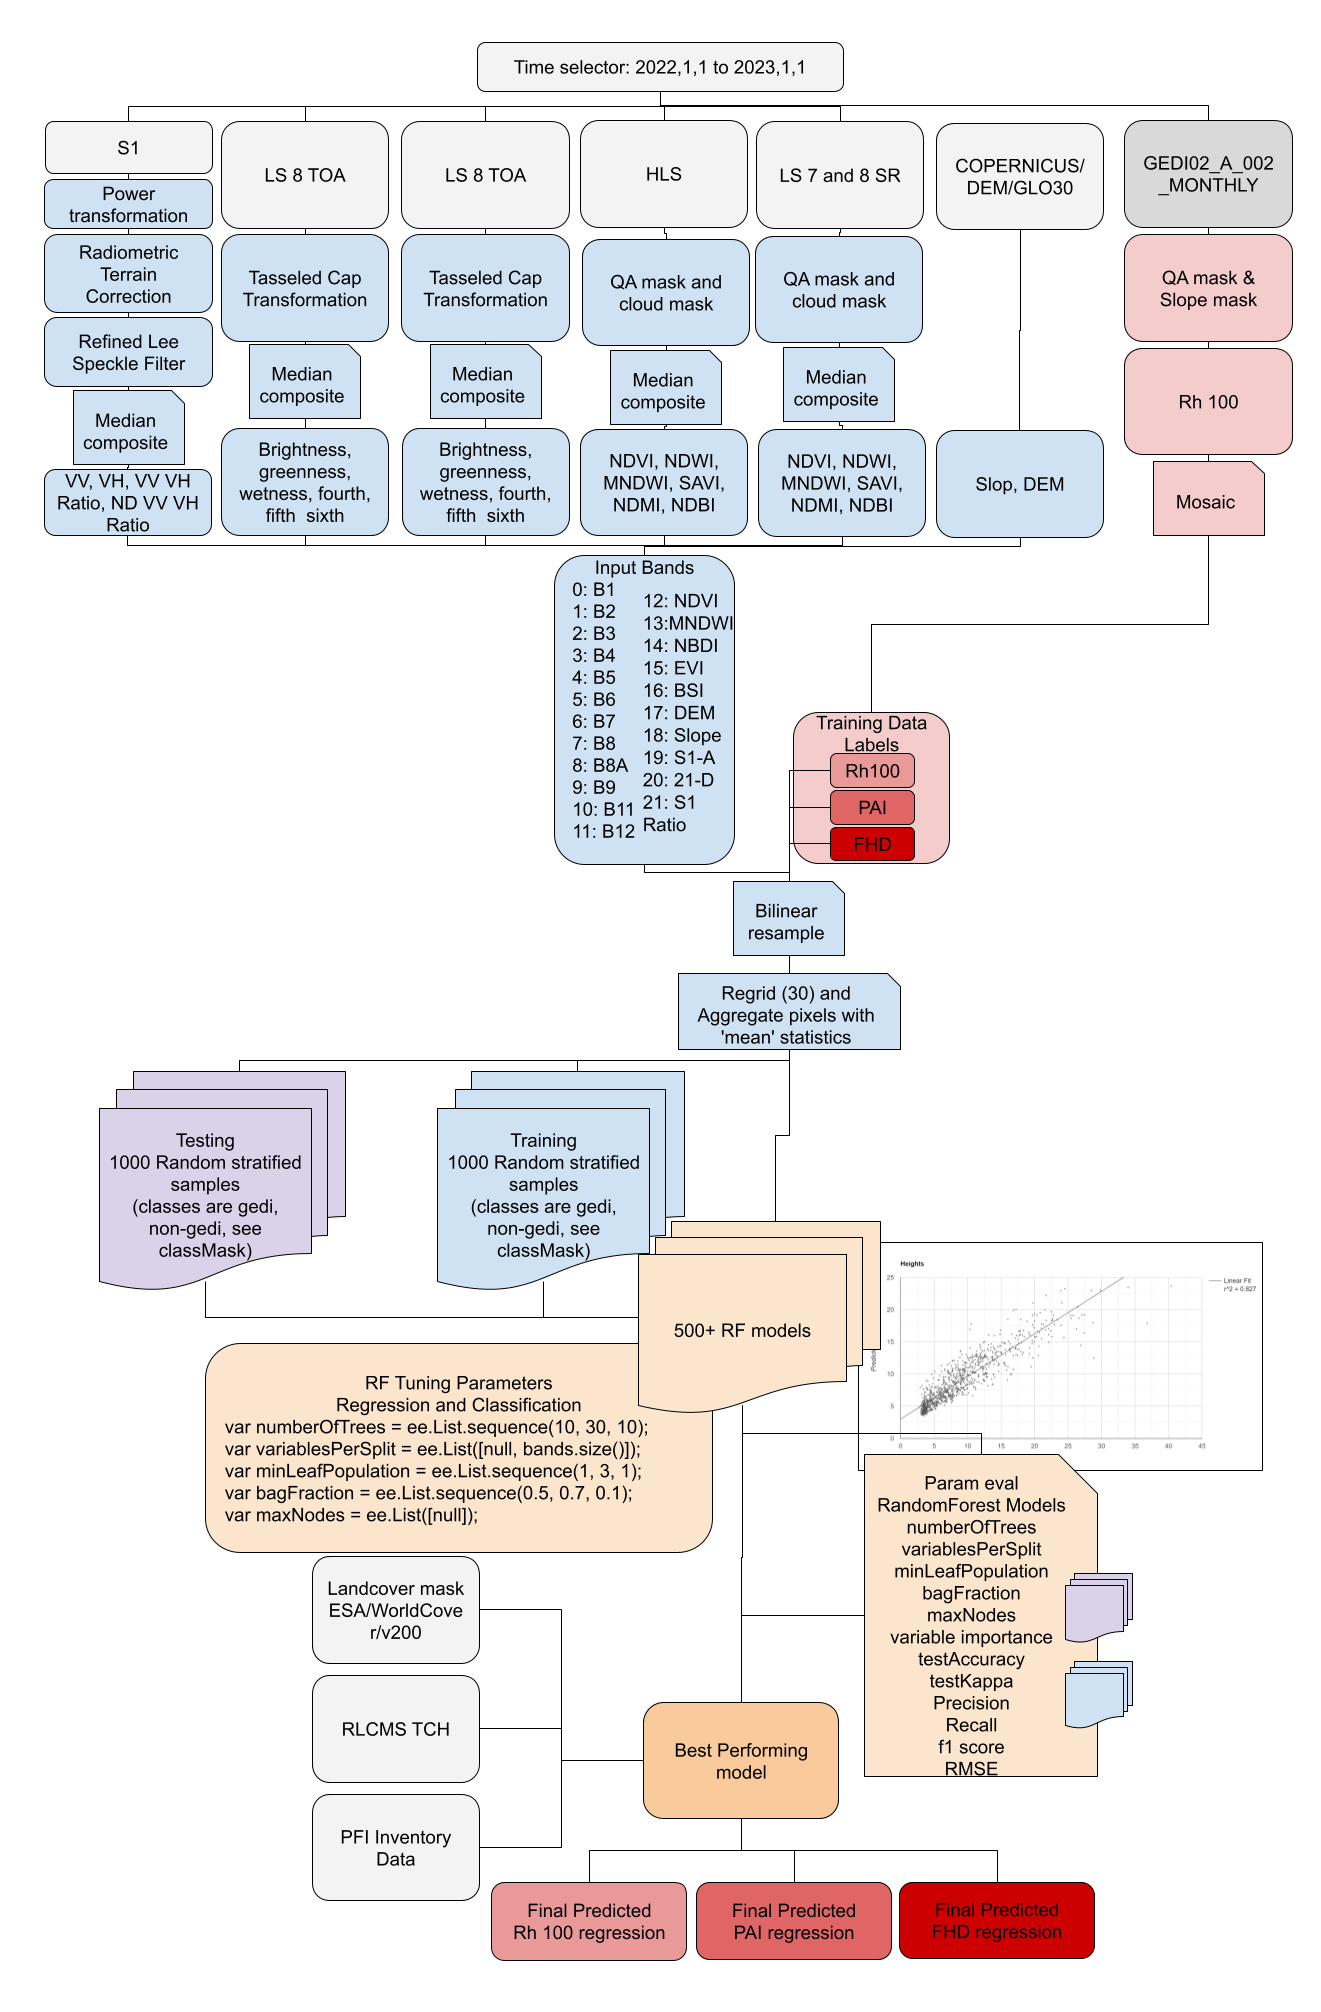 Time selector: 2022,1,1 to 2023,1,1
S1
Power
transformation
Radiometric
Terrain
Correction
Refined Lee
Speckle Filter
Median
composite
VV, VH, VV VH
Ratio, ND VV VH
Ratio
LS 8 TOA
Tasseled Cap
Transformation
Median
composite
Brightness,
greenness,
wetness, fourth,
fifth sixth
LS 8 TOA
Tasseled Cap
Transformation
Median
composite
Brightness,
greenness,
wetness, fourth,
fifth sixth
HLS
QA mask and
cloud mask
Median
composite
NDVI, NDWI,
MNDWI, SAVI,
NDMI, NDBI
LS 7 and 8 SR
QA mask and
cloud mask
Median
composite
NDVI, NDWI,
MNDWI, SAVI,
NDMI, NDBI
COPERNICUS/
DEM/GLO30
Slop, DEM
GEDI02_A_002
_MONTHLY
QA mask &
Slope mask
Rh 100
Mosaic
Input Bands
0: B1
1: B2
2: B3
3: B4
4: B5
5: B6
6: B7
7: B8
8: B8A
9: B9
10: B11
11: B12
12: NDVI
13:MNDWI
14: NBDI
15: EVI
16: BSI
17: DEM
18: Slope
19: S1-A
20: 21-D
21: S1
Ratio
Training Data
Labels
Rh100
PAI
FHD
Bilinear
resample
Regrid (30) and
Aggregate pixels with
'mean' statistics
Testing
1000 Random stratified
samples
(classes are gedi,
non-gedi, see
classMask)
Training
1000 Random stratified
samples
(classes are gedi,
non-gedi, see
classMask)
500+ RF models
Heights
Linear Fit
r^2 = 0.827
25
20
15
10
5
0
0 5 10 15 20 25 30 35 40 45
RF Tuning Parameters
Regression and Classification
var numberOfTrees = ee.List.sequence(10, 30, 10);
var variablesPerSplit = ee.List([null, bands.size()]);
var minLeafPopulation = ee.List.sequence(1, 3, 1);
var bagFraction = ee.List.sequence(0.5, 0.7, 0.1);
var maxNodes = ee.List([null]);
Param eval
RandomForest Models
numberOfTrees
variablesPerSplit
minLeafPopulation
bagFraction
maxNodes
variable importance
testAccuracy
testKappa
Precision
Recall
f1 score
RMSE
Landcover mask
ESA/WorldCove
r/v200
RLCMS TCH
PFI Inventory
Data
Best Performing
model
Final Predicted
Rh 100 regression
Final Predicted
PAI regression
Final Predicted
FHD regression